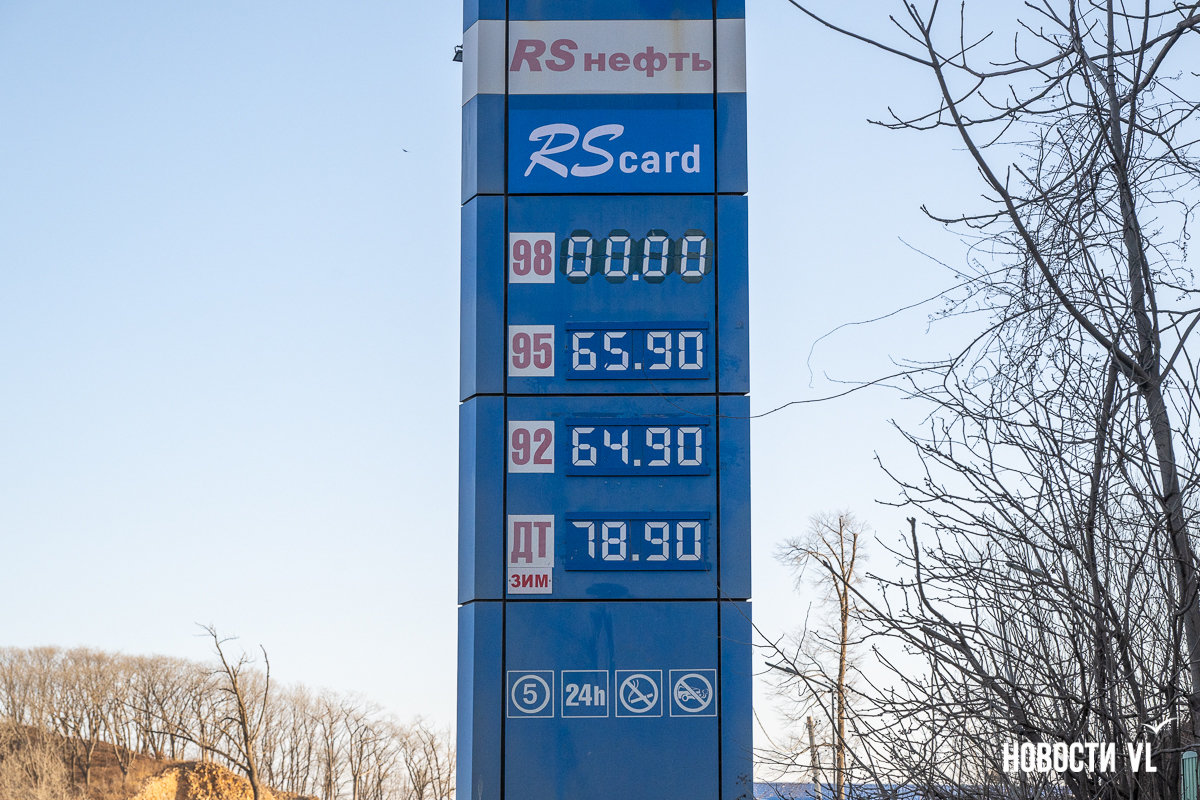 RS нефть
RS card
98 00.00
95 65.90
92 64.90
ДТ 78.90
ЗИМ
5 24h
НОВОСТИ VL